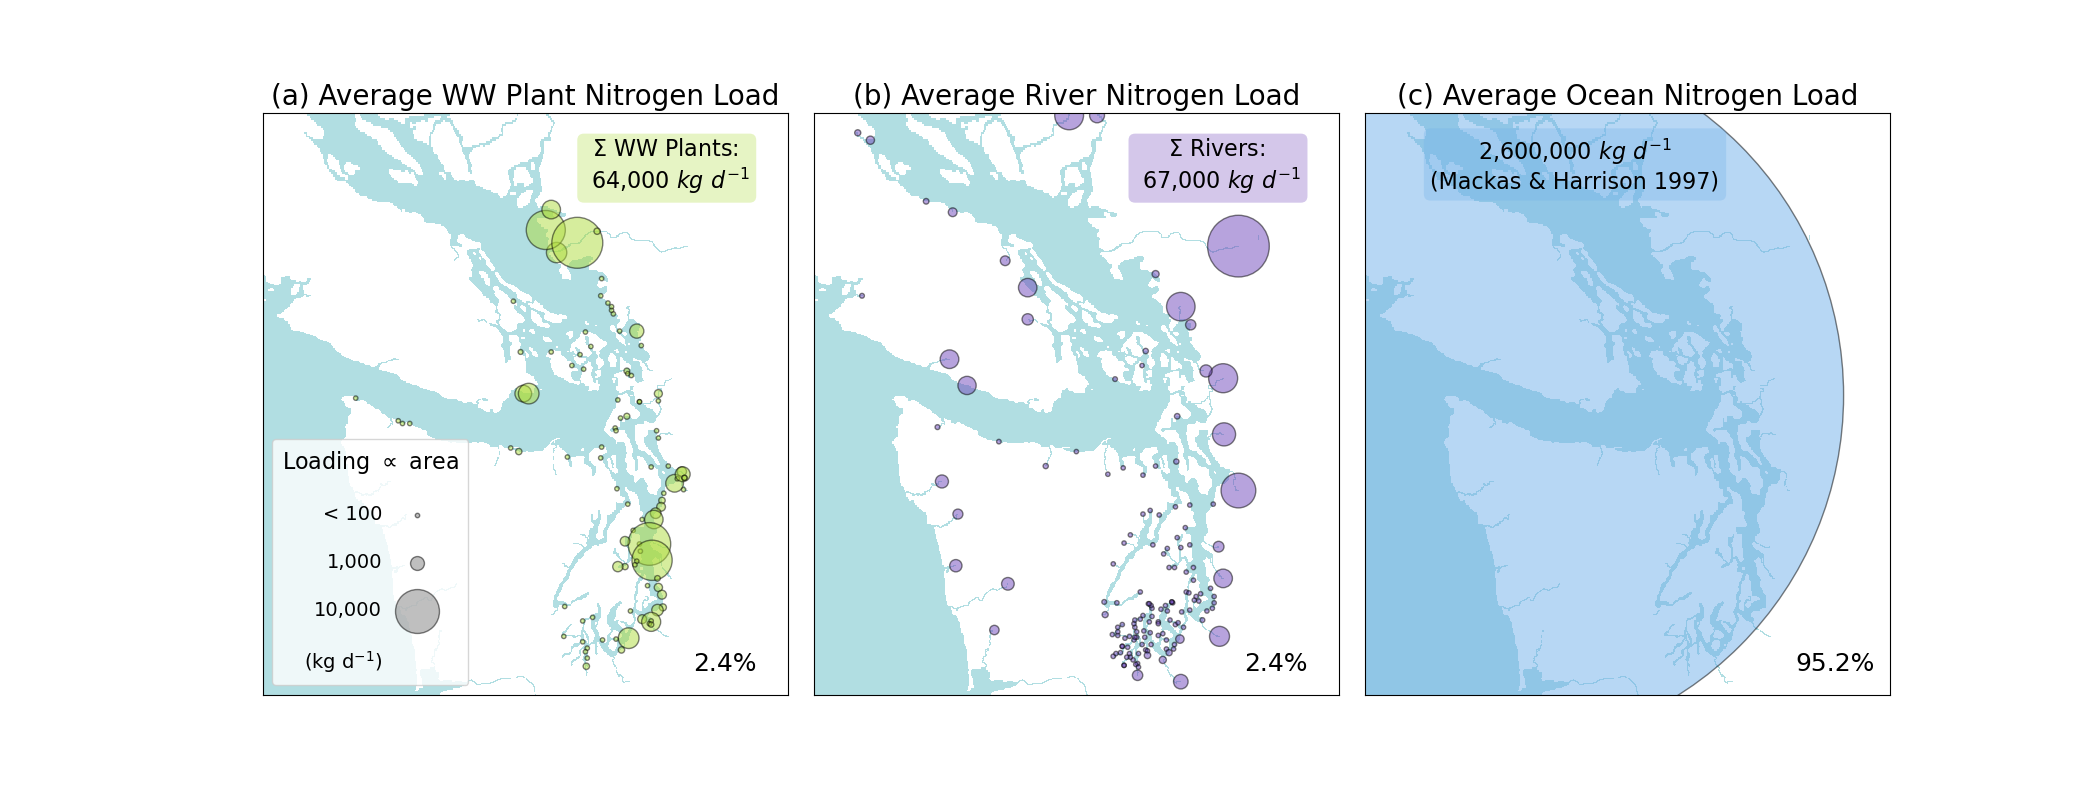 (a) Average WW Plant Nitrogen Load
Σ WW Plants:
64,000 kg d⁻¹
Loading ∝ area
< 100
1,000
10,000
(kg d⁻¹)
2.4%
(b) Average River Nitrogen Load
Σ Rivers:
67,000 kg d⁻¹
2.4%
(c) Average Ocean Nitrogen Load
2,600,000 kg d⁻¹
(Mackas & Harrison 1997)
95.2%